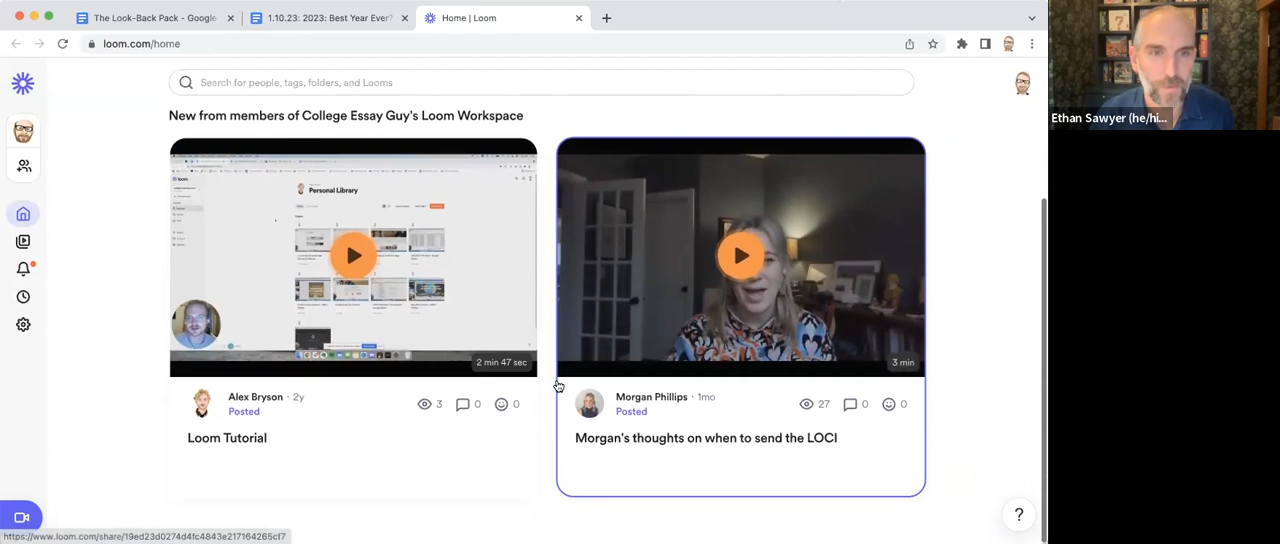 The Look-Back Pack - Google
1.10.23: 2023: Best Year Ever?
Home | Loom
loom.com/home
Search for people, tags, folders, and Looms
New from members of College Essay Guy's Loom Workspace
loom
Personal Library
2 min 47 sec
3 min
Alex Bryson · 2y
Posted
3
0
0
Morgan Phillips · 1mo
Posted
27
0
0
Loom Tutorial
Morgan's thoughts on when to send the LOCI
?
https://www.loom.com/share/19ed23d0274d4fc4843e217164265cf7
Ethan Sawyer (he/hi...